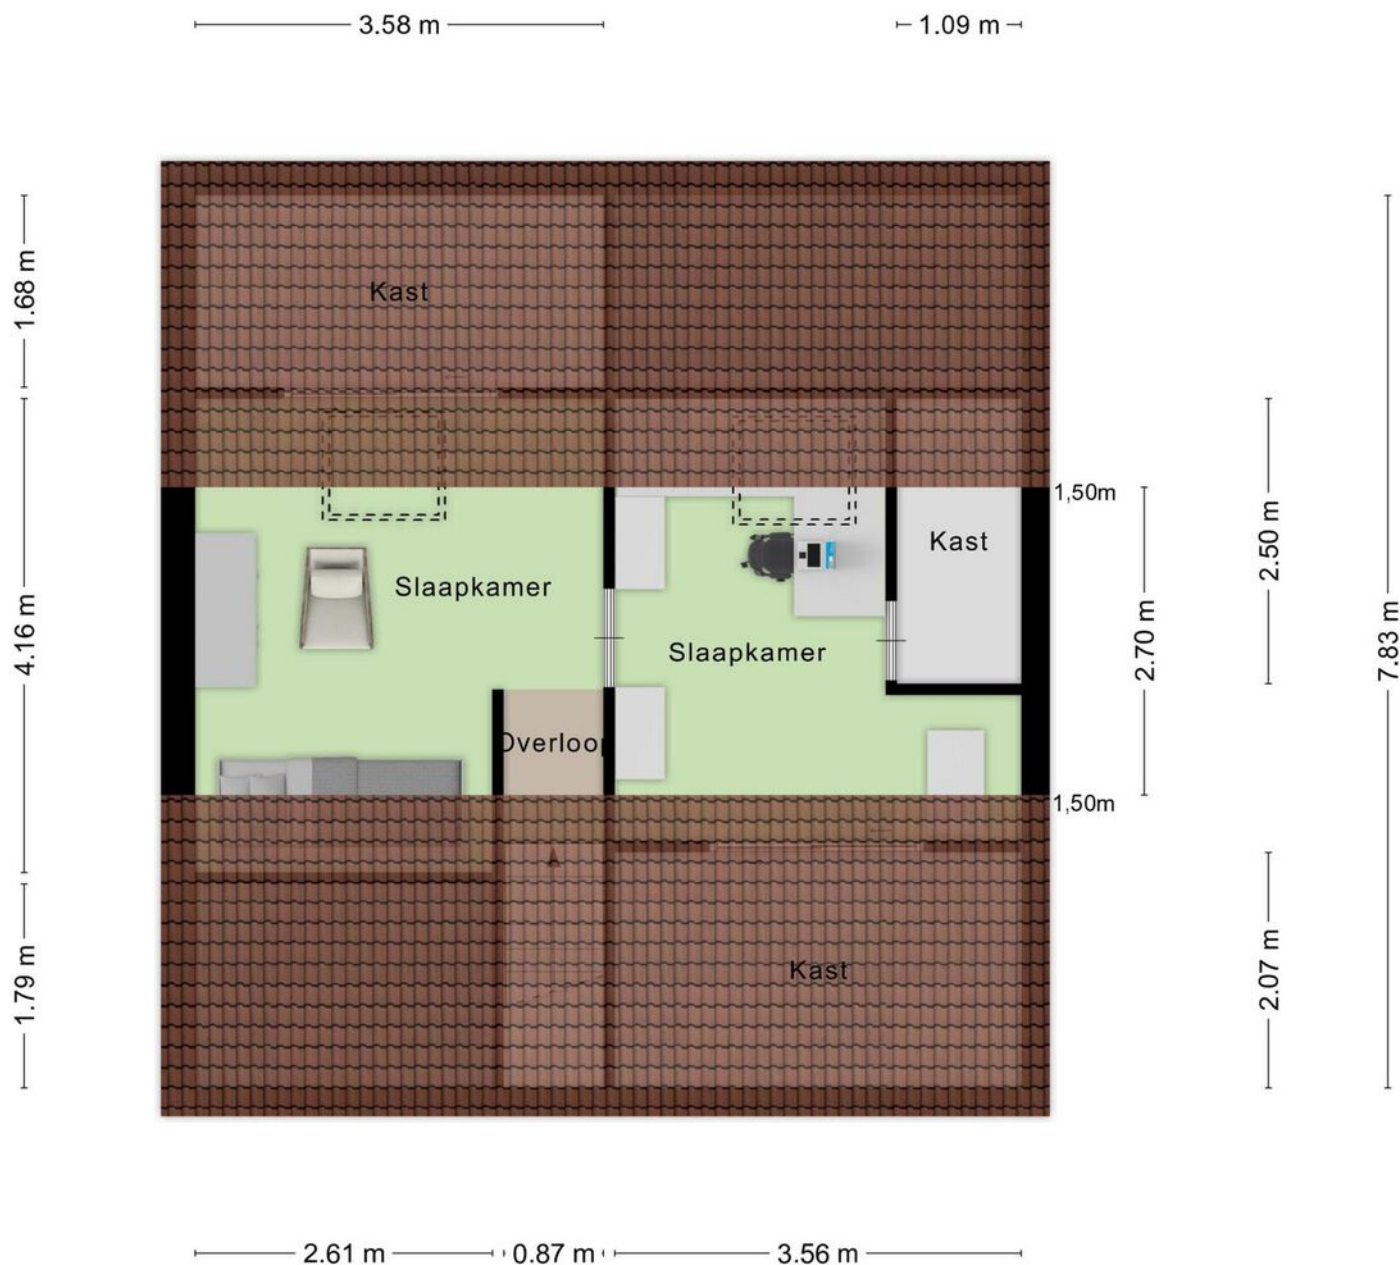 3.58 m
1.09 m
1.68 m
Kast
1,50m
Kast
2.50 m
Slaapkamer
4.16 m
Slaapkamer
2.70 m
7.83 m
Overloop
1,50m
Kast
1.79 m
2.07 m
2.61 m
0.87 m
3.56 m